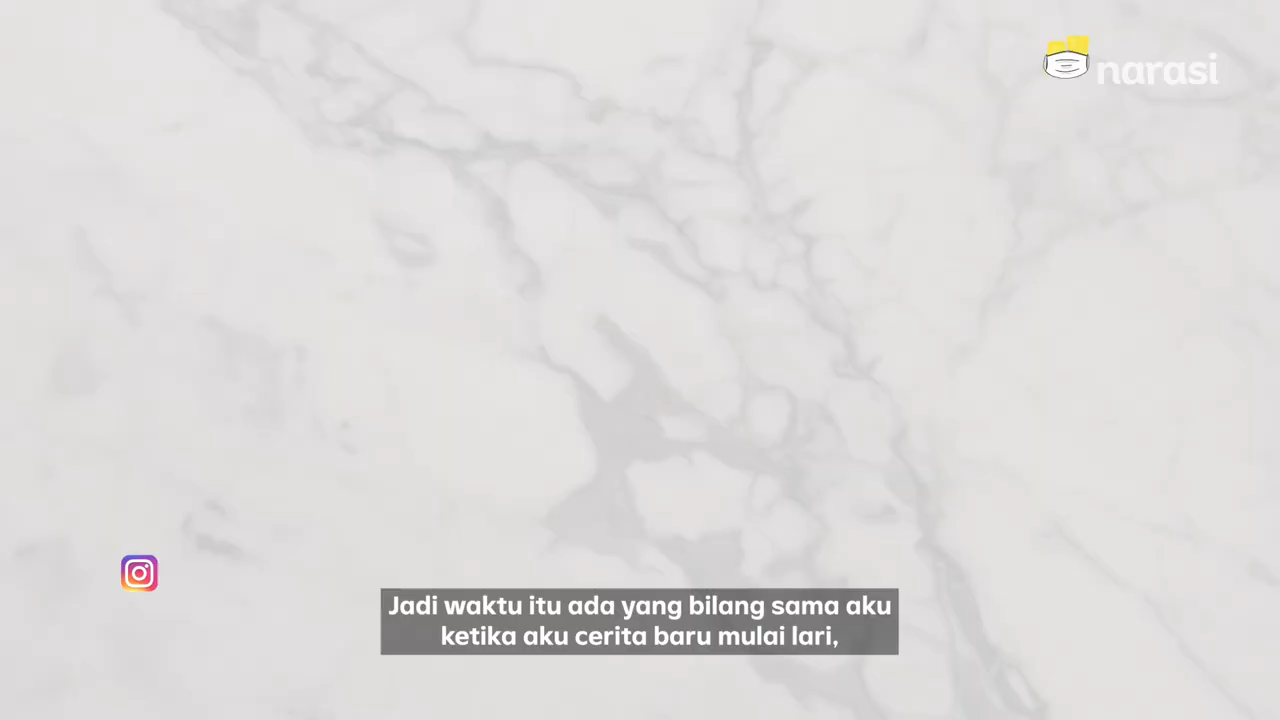 narasi
Jadi waktu itu ada yang bilang sama aku
ketika aku cerita baru mulai lari,